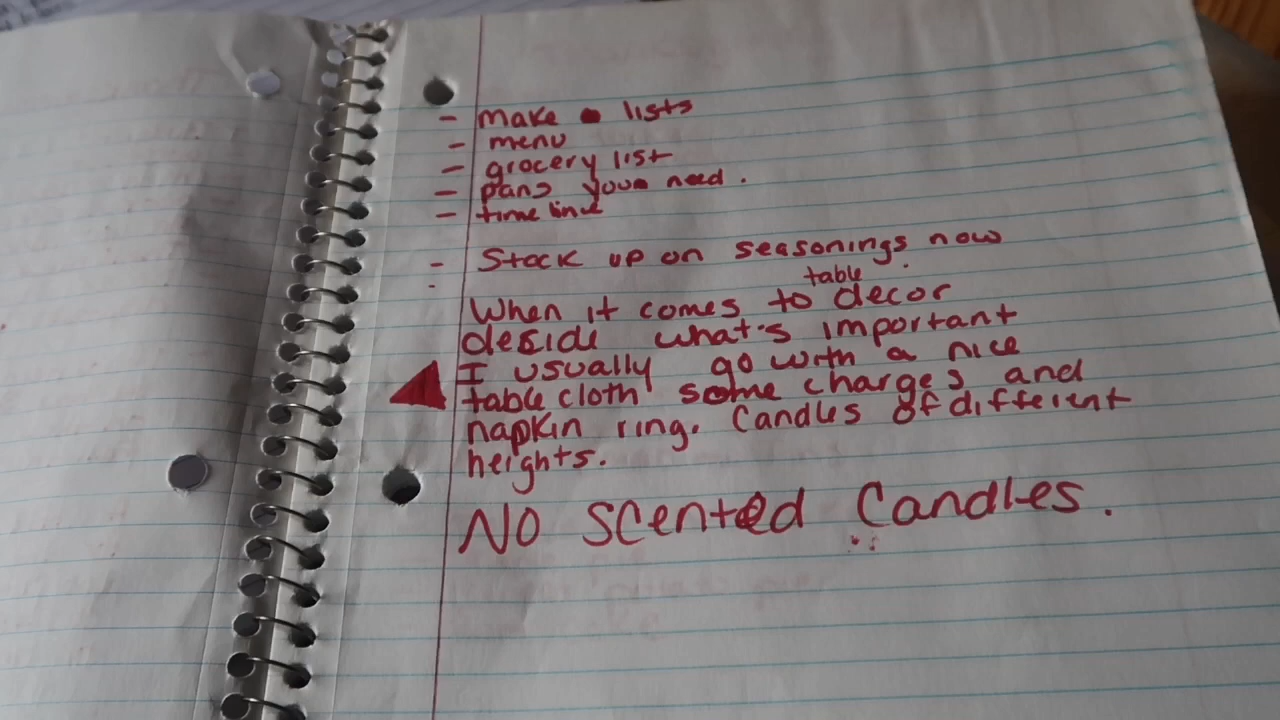 - make lists
- menu
- grocery list
- pans you need.
- time line
- Stock up on seasonings now
table
When it comes to decor
decide what's important
I usually go with a nice
table cloth some charges and
napkin ring. Candles of different
heights.
NO SCented Candles.